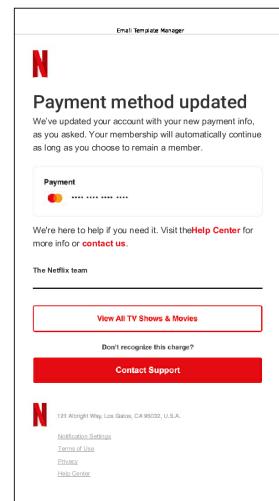 Email Template Manager
Payment method updated
We've updated your account with your new payment info,
as you asked. Your membership will automatically continue
as long as you choose to remain a member.
Payment
•••• •••• •••• ••••
We're here to help if you need it. Visit theHelp Center for
more info or contact us.
The Netflix team
View All TV Shows & Movies
Don't recognize this charge?
Contact Support
121 Albright Way, Los Gatos, CA 95032, U.S.A.
Notification Settings
Terms of Use
Privacy
Help Center